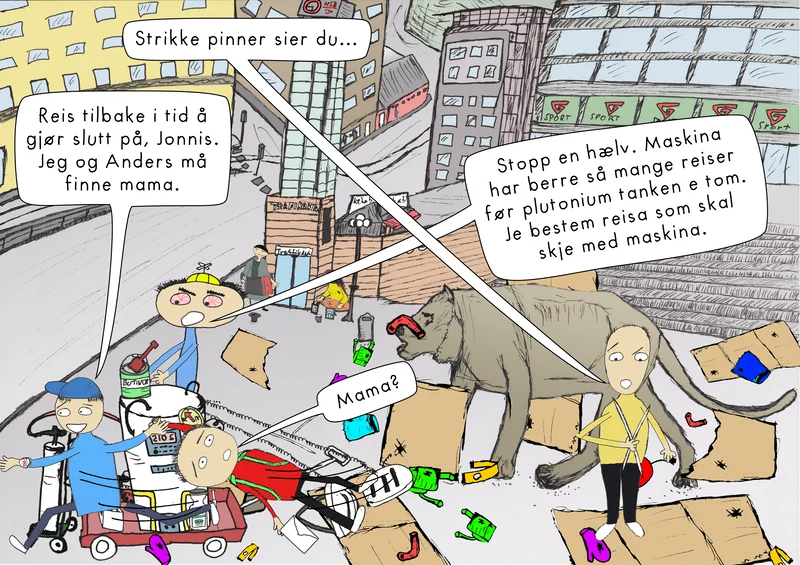 Strikke pinner sier du...
Reis tilbake i tid å
gjør slutt på, Jonnis.
Jeg og Anders må
finne mama.
Stopp en hælv. Maskina
har berre så mange reiser
før plutonium tanken e tom.
Je bestem reisa som skal
skje med maskina.
Mama?
SPORT
SPORT
SPORT